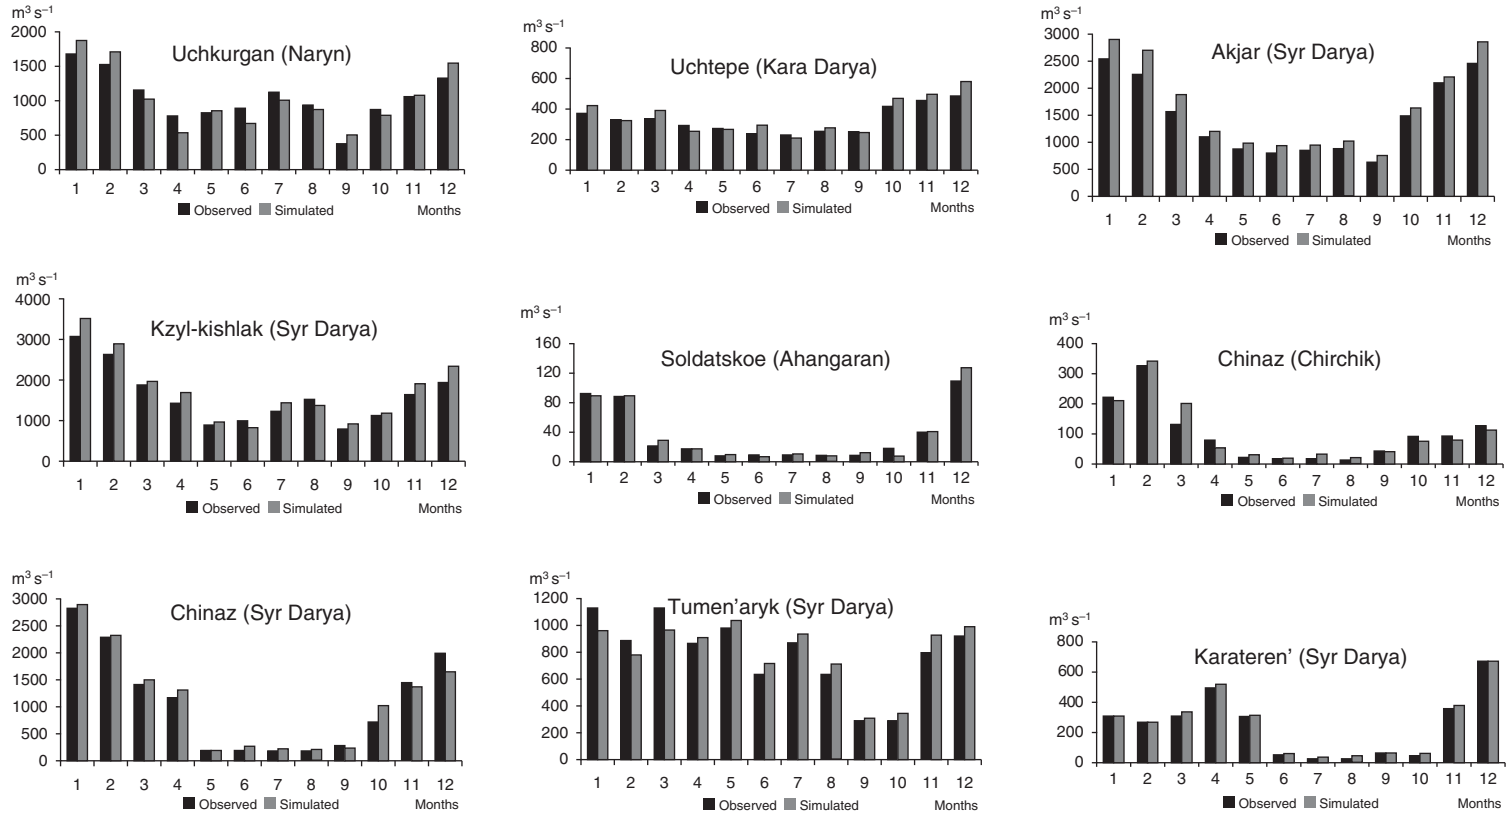 m³ s⁻¹
Uchkurgan (Naryn)
2000
1500
1000
500
0
1 2 3 4 5 6 7 8 9 10 11 12
Observed Simulated Months
m³ s⁻¹
Uchtepe (Kara Darya)
800
600
400
200
0
1 2 3 4 5 6 7 8 9 10 11 12
Observed Simulated Months
m³ s⁻¹
Akjar (Syr Darya)
3000
2500
2000
1500
1000
500
0
1 2 3 4 5 6 7 8 9 10 11 12
Observed Simulated Months
m³ s⁻¹
Kzyl-kishlak (Syr Darya)
4000
3000
2000
1000
0
1 2 3 4 5 6 7 8 9 10 11 12
Observed Simulated Months
m³ s⁻¹
Soldatskoe (Ahangaran)
160
120
80
40
0
1 2 3 4 5 6 7 8 9 10 11 12
Observed Simulated Months
m³ s⁻¹
Chinaz (Chirchik)
400
300
200
100
0
1 2 3 4 5 6 7 8 9 10 11 12
Observed Simulated Months
m³ s⁻¹
Chinaz (Syr Darya)
3000
2500
2000
1500
1000
500
0
1 2 3 4 5 6 7 8 9 10 11 12
Observed Simulated Months
m³ s⁻¹
Tumen'aryk (Syr Darya)
1200
1000
800
600
400
200
0
1 2 3 4 5 6 7 8 9 10 11 12
Observed Simulated Months
m³ s⁻¹
Karateren' (Syr Darya)
800
600
400
200
0
1 2 3 4 5 6 7 8 9 10 11 12
Observed Simulated Months